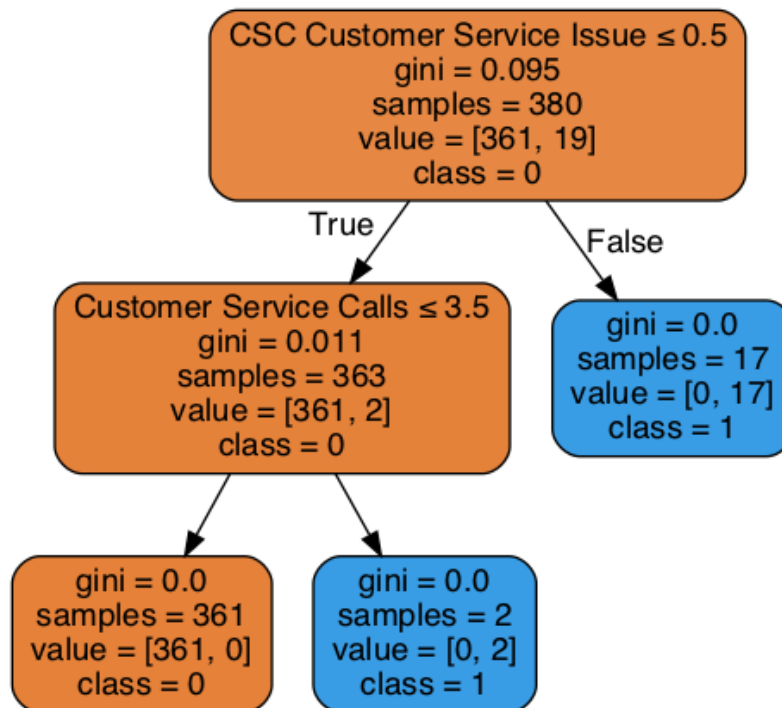 CSC Customer Service Issue ≤ 0.5
gini = 0.095
samples = 380
value = [361, 19]
class = 0
True
False
Customer Service Calls ≤ 3.5
gini = 0.011
samples = 363
value = [361, 2]
class = 0
gini = 0.0
samples = 17
value = [0, 17]
class = 1
gini = 0.0
samples = 361
value = [361, 0]
class = 0
gini = 0.0
samples = 2
value = [0, 2]
class = 1